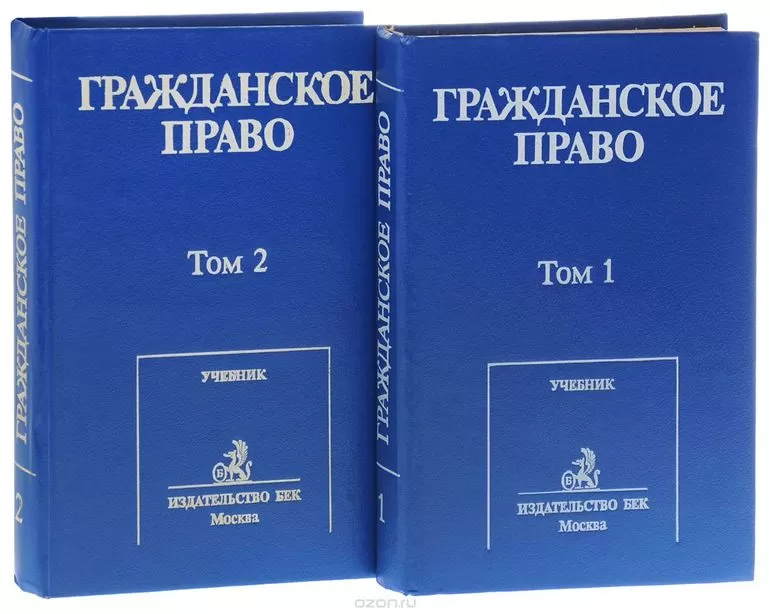 ГРАЖДАНСКОЕ
ПРАВО
Том 2
УЧЕБНИК
Б
ИЗДАТЕЛЬСТВО БЕК
Москва
ГРАЖДАНСКОЕ ПРАВО
2
ГРАЖДАНСКОЕ
ПРАВО
Том 1
УЧЕБНИК
Б
ИЗДАТЕЛЬСТВО БЕК
Москва
ГРАЖДАНСКОЕ ПРАВО
1
ozon.ru